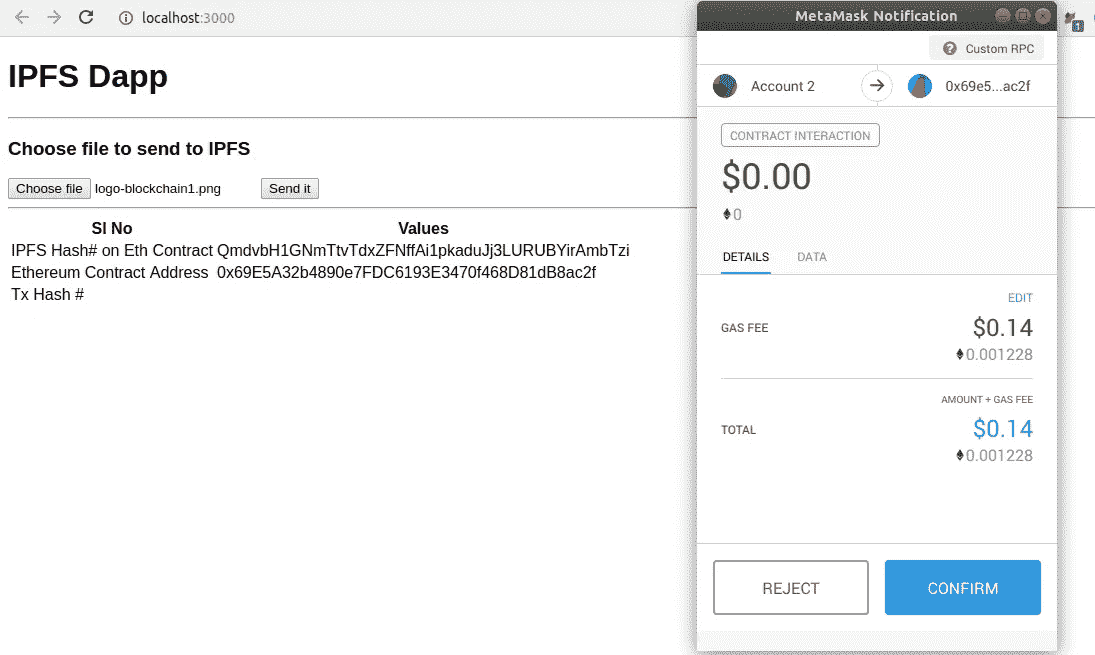 localhost:3000
IPFS Dapp
Choose file to send to IPFS
Choose file logo-blockchain1.png Send it
Sl No Values
IPFS Hash# on Eth Contract QmdvbH1GNmTtvTdxZFNffAi1pkaduJj3LURUBYirAmbTzi
Ethereum Contract Address 0x69E5A32b4890e7FDC6193E3470f468D81dB8ac2f
Tx Hash #
MetaMask Notification
1
? Custom RPC
Account 2 0x69e5...ac2f
CONTRACT INTERACTION
$0.00
0
DETAILS DATA
EDIT
GAS FEE $0.14
0.001228
AMOUNT + GAS FEE
TOTAL $0.14
0.001228
REJECT CONFIRM